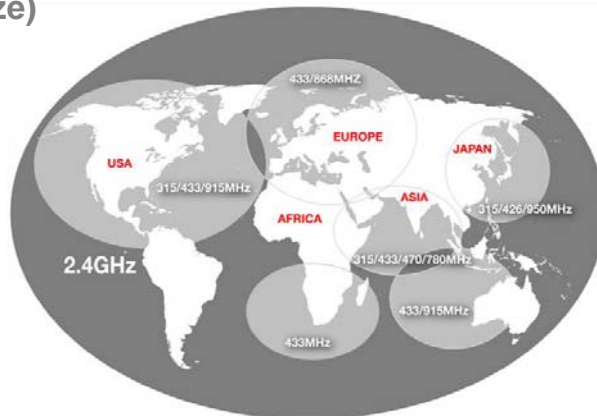 ze)
433/868MHZ
EUROPE
USA
JAPAN
315/433/915MHz
ASIA
AFRICA
315/426/950MHz
2.4GHz
315/433/470/780MHz
433/915MHz
433MHz